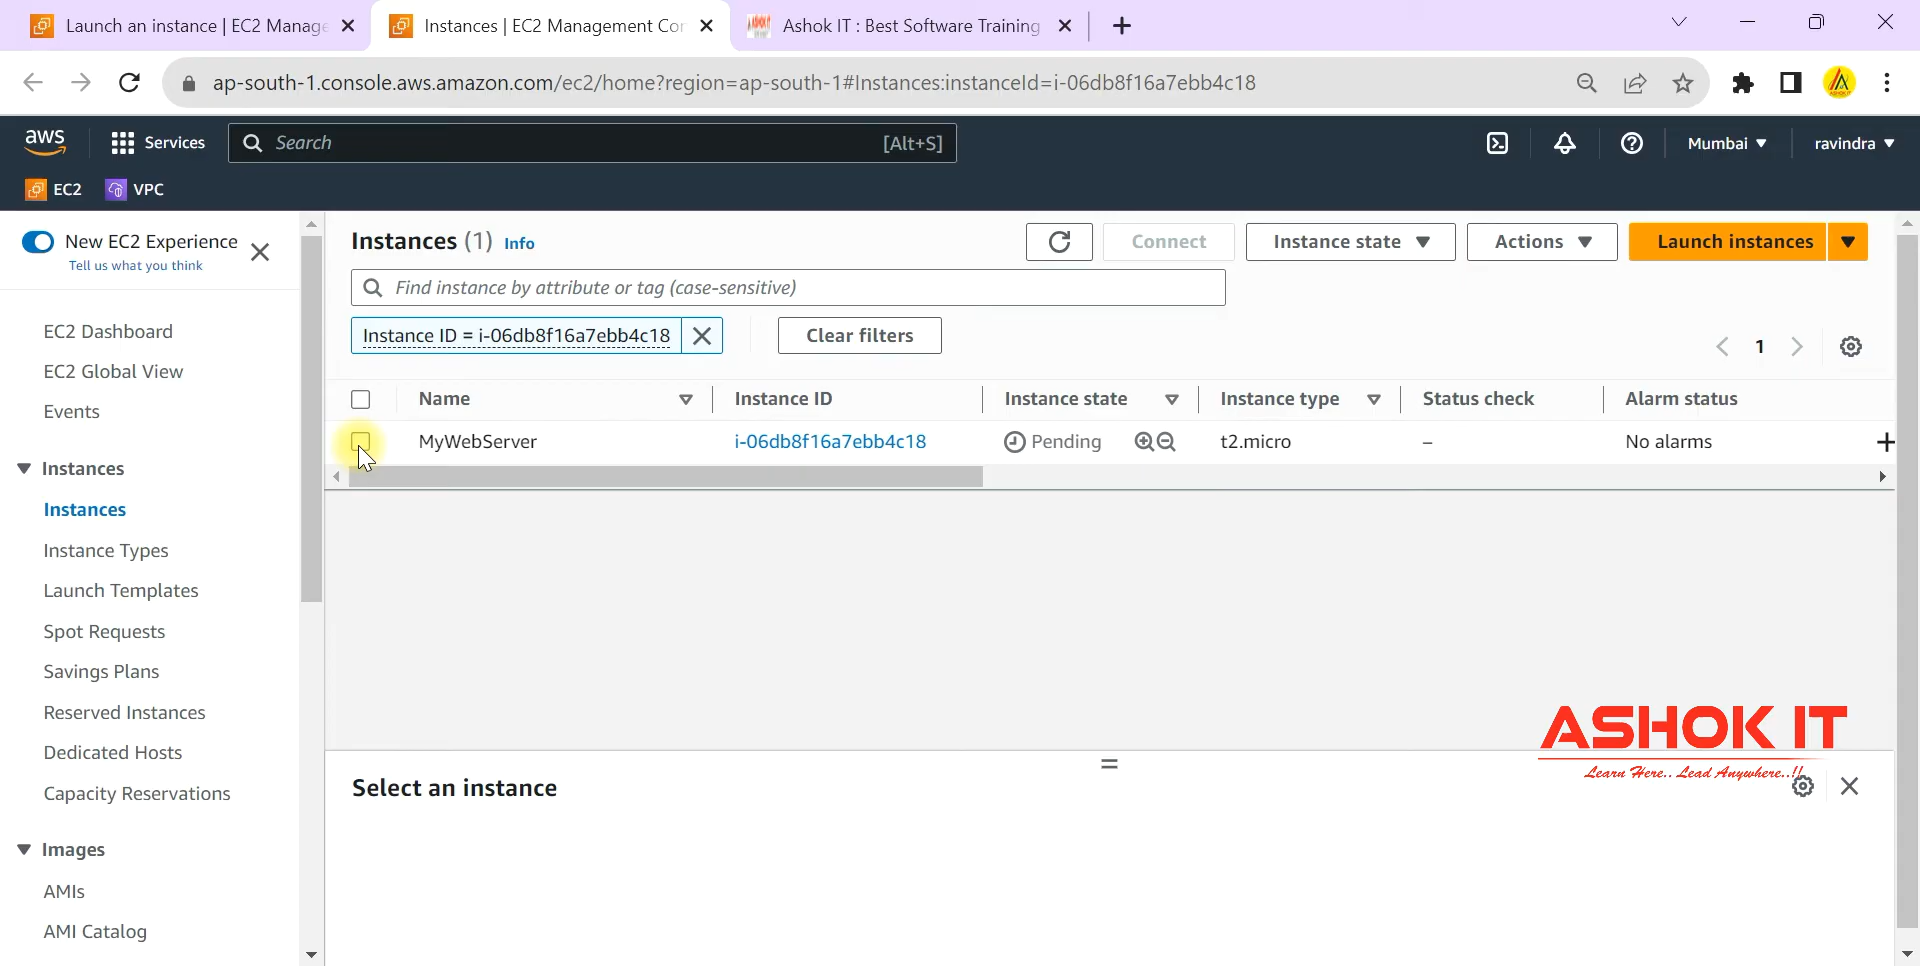 Launch an instance | EC2 Manage
Instances | EC2 Management Cor
Ashok IT : Best Software Training
ap-south-1.console.aws.amazon.com/ec2/home?region=ap-south-1#Instances:instanceId=i-06db8f16a7ebb4c18
aws
Services
Search
[Alt+S]
Mumbai
ravindra
EC2
VPC
New EC2 Experience
Tell us what you think
EC2 Dashboard
EC2 Global View
Events
Instances
Instances
Instance Types
Launch Templates
Spot Requests
Savings Plans
Reserved Instances
Dedicated Hosts
Capacity Reservations
Images
AMIs
AMI Catalog
Instances (1) Info
Connect
Instance state
Actions
Launch instances
Find instance by attribute or tag (case-sensitive)
Instance ID = i-06db8f16a7ebb4c18
Clear filters
1
Name Instance ID Instance state Instance type Status check Alarm status
MyWebServer i-06db8f16a7ebb4c18 Pending t2.micro – No alarms
ASHOK IT
Learn Here.. Lead Anywhere..!!
Select an instance